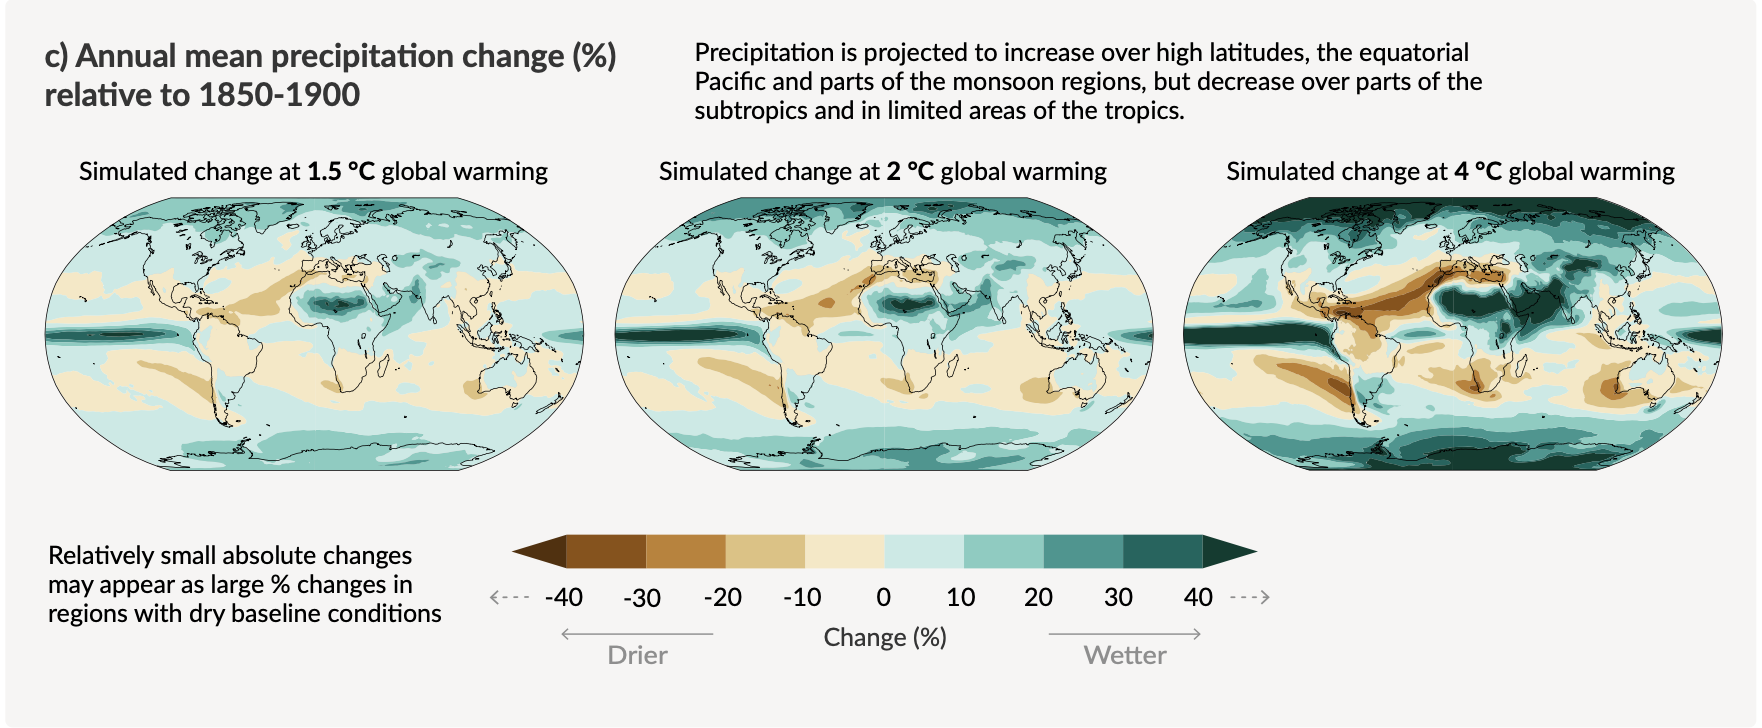 c) Annual mean precipitation change (%)
relative to 1850-1900
Precipitation is projected to increase over high latitudes, the equatorial
Pacific and parts of the monsoon regions, but decrease over parts of the
subtropics and in limited areas of the tropics.
Simulated change at 1.5 °C global warming
Simulated change at 2 °C global warming
Simulated change at 4 °C global warming
Relatively small absolute changes
may appear as large % changes in
regions with dry baseline conditions
-40 -30 -20 -10 0 10 20 30 40
Change (%)
Drier
Wetter